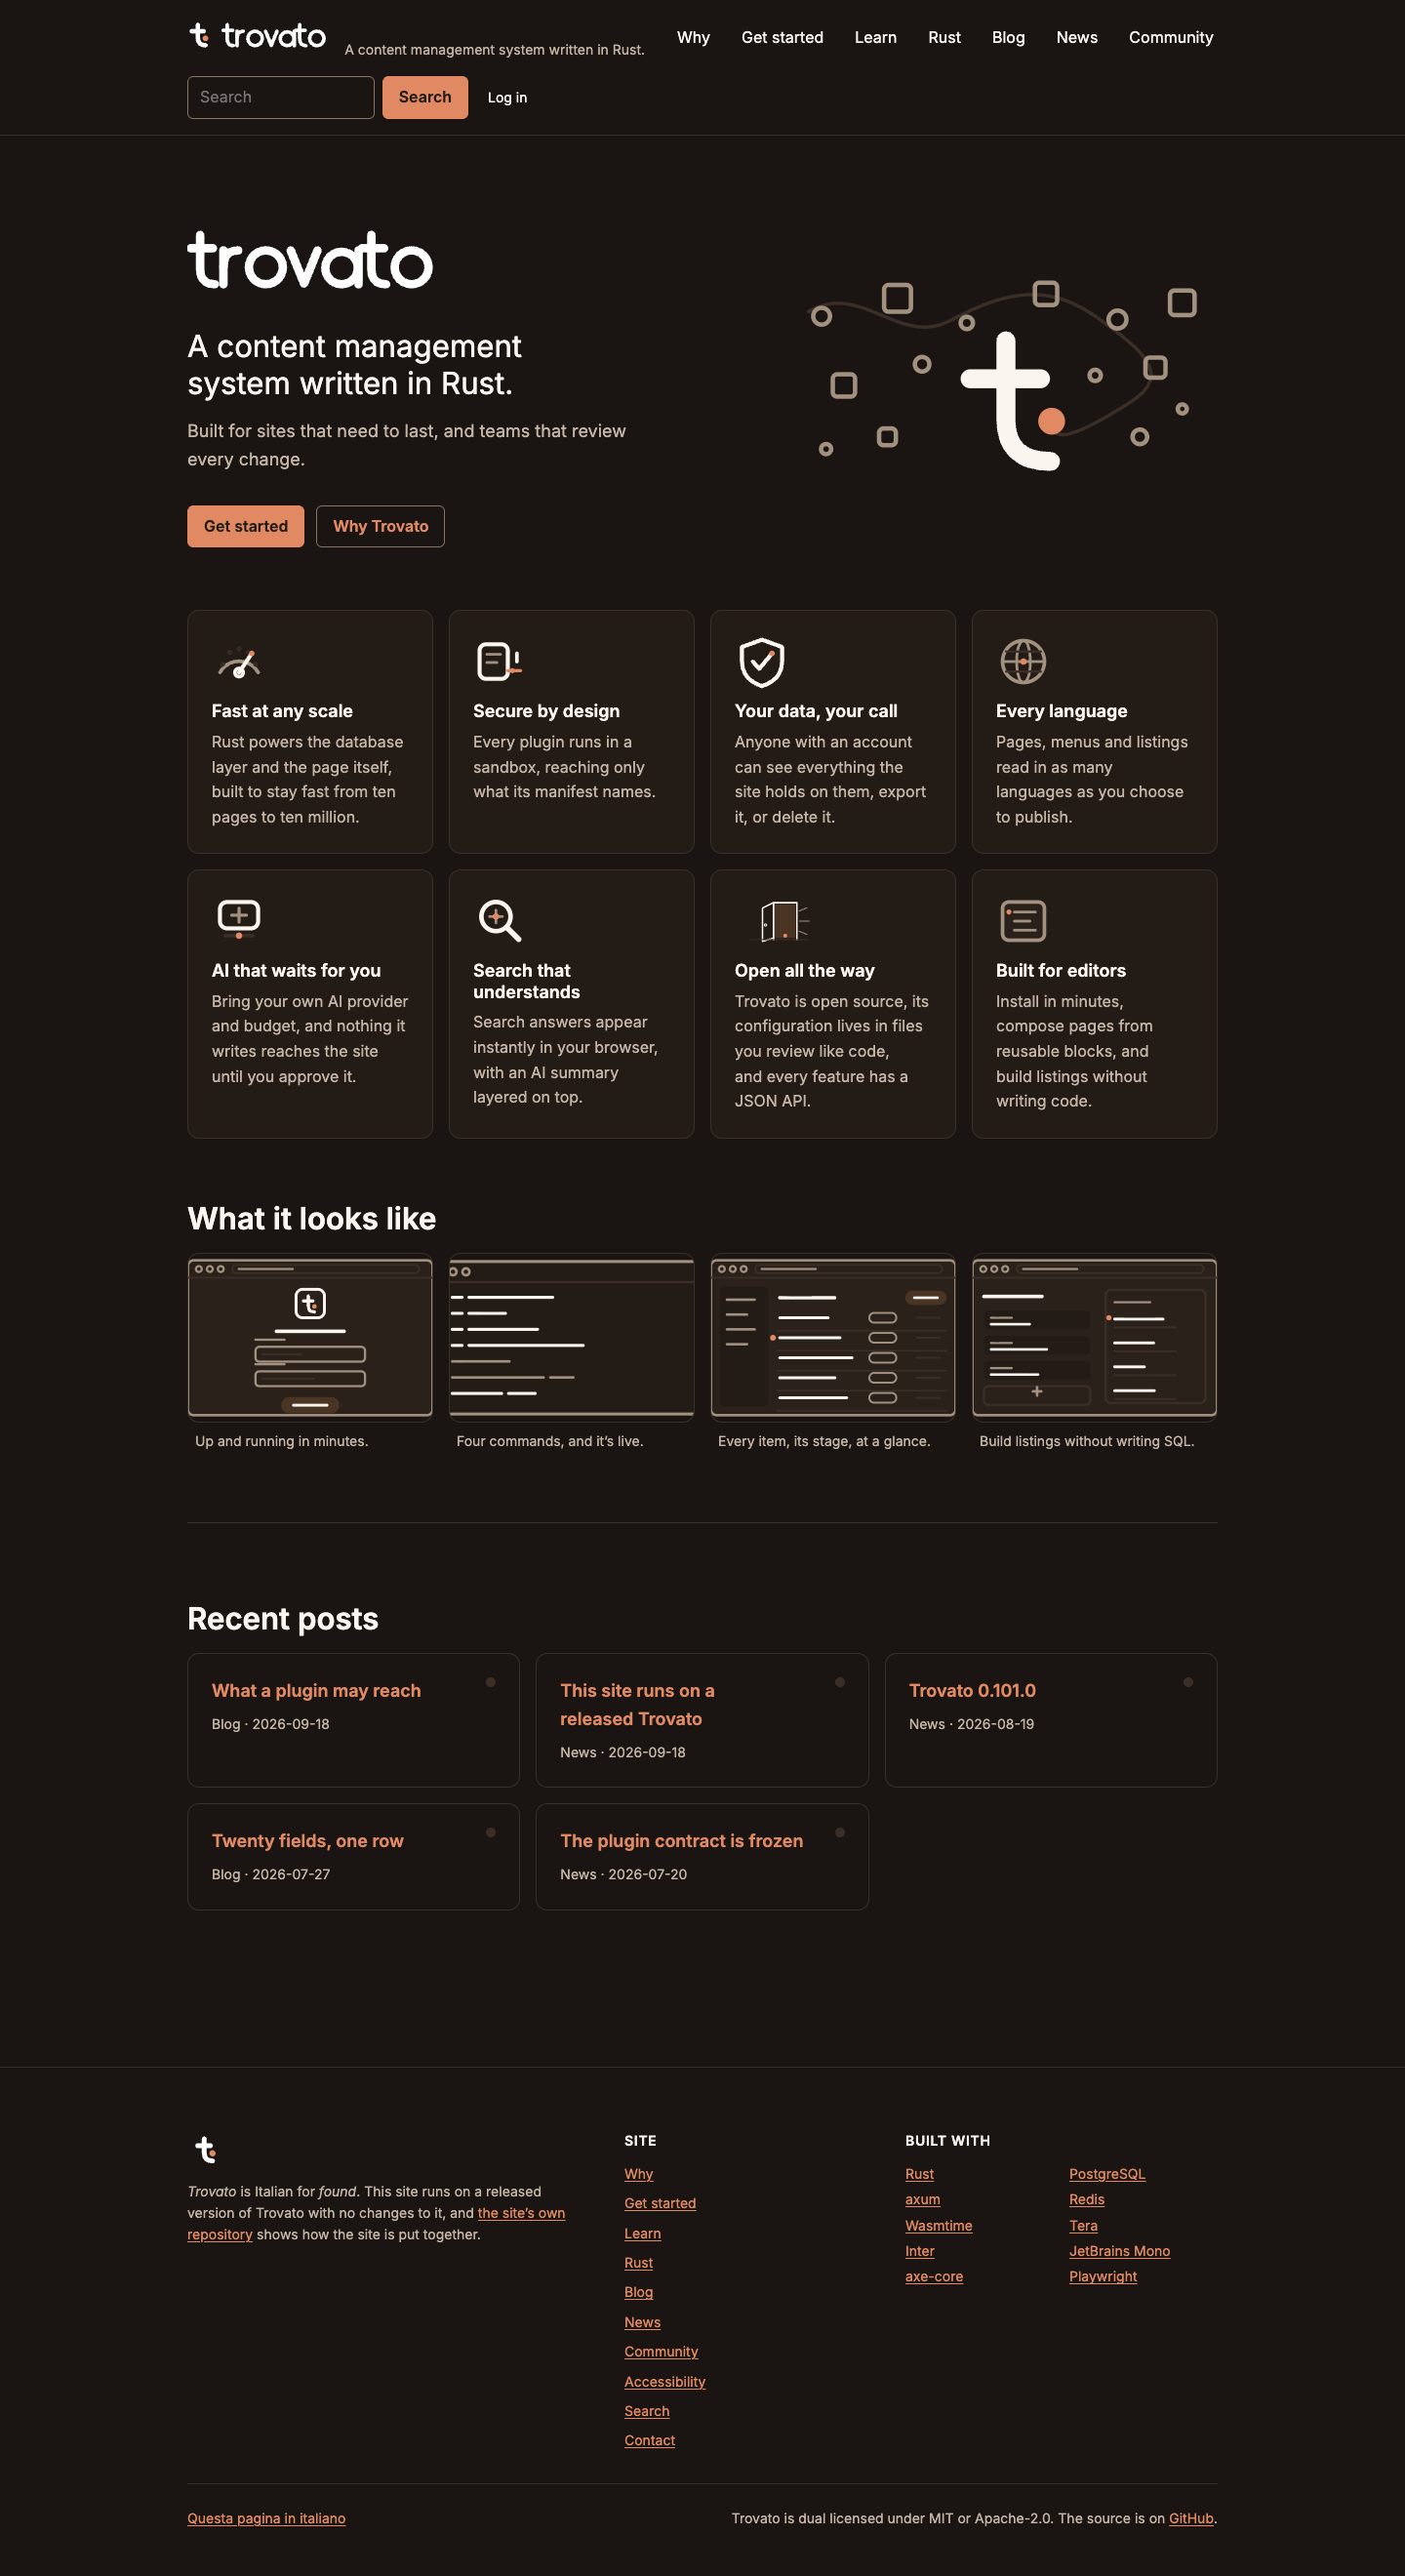 trovato
A content management system written in Rust.
Why Get started Learn Rust Blog News Community
Search Search Log in
trovato
A content management
system written in Rust.
Built for sites that need to last, and teams that review
every change.
Get started Why Trovato
t
Fast at any scale
Rust powers the database
layer and the page itself,
built to stay fast from ten
pages to ten million.
Secure by design
Every plugin runs in a
sandbox, reaching only
what its manifest names.
Your data, your call
Anyone with an account
can see everything the
site holds on them, export
it, or delete it.
Every language
Pages, menus and listings
read in as many
languages as you choose
to publish.
AI that waits for you
Bring your own AI provider
and budget, and nothing it
writes reaches the site
until you approve it.
Search that
understands
Search answers appear
instantly in your browser,
with an AI summary
layered on top.
Open all the way
Trovato is open source, its
configuration lives in files
you review like code,
and every feature has a
JSON API.
Built for editors
Install in minutes,
compose pages from
reusable blocks, and
build listings without
writing code.
What it looks like
Up and running in minutes.
Four commands, and it’s live.
Every item, its stage, at a glance.
Build listings without writing SQL.
Recent posts
What a plugin may reach
Blog · 2026-09-18
This site runs on a
released Trovato
News · 2026-09-18
Trovato 0.101.0
News · 2026-08-19
Twenty fields, one row
Blog · 2026-07-27
The plugin contract is frozen
News · 2026-07-20
Trovato is Italian for found. This site runs on a released
version of Trovato with no changes to it, and the site’s own
repository shows how the site is put together.
SITE
Why
Get started
Learn
Rust
Blog
News
Community
Accessibility
Search
Contact
BUILT WITH
Rust
axum
Wasmtime
Inter
axe-core
PostgreSQL
Redis
Tera
JetBrains Mono
Playwright
Questa pagina in italiano
Trovato is dual licensed under MIT or Apache-2.0. The source is on GitHub.